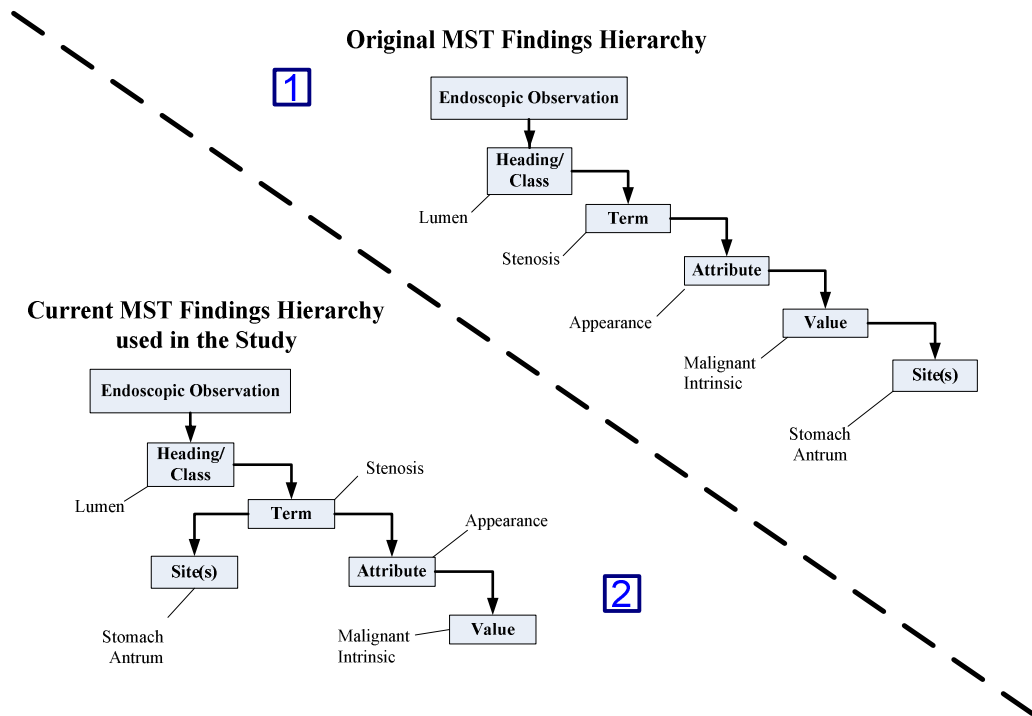 Original MST Findings Hierarchy
1
Endoscopic Observation
Heading/
Class
Lumen
Term
Stenosis
Attribute
Appearance
Value
Malignant
Intrinsic
Site(s)
Stomach
Antrum
Current MST Findings Hierarchy
used in the Study
Endoscopic Observation
Heading/
Class
Lumen
Stenosis
Term
Appearance
Site(s)
Attribute
2
Stomach
Antrum
Malignant
Intrinsic
Value